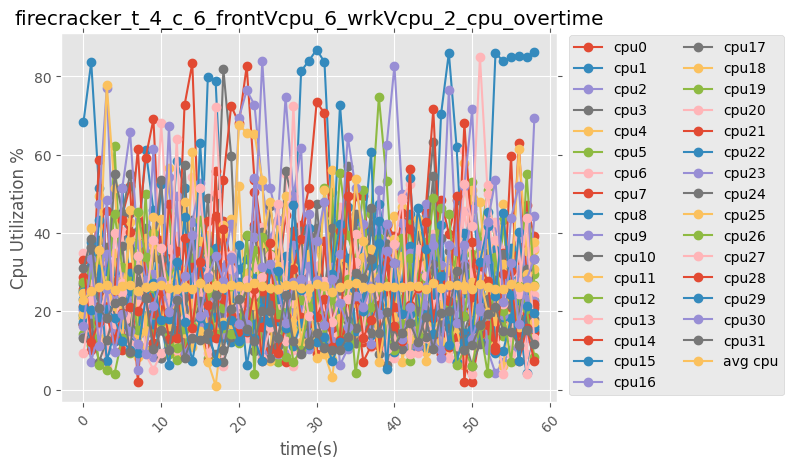 firecracker_t_4_c_6_frontVcpu_6_wrkVcpu_2_cpu_overtime
Cpu Utilization %
80
60
40
20
0
0
10
20
30
40
50
60
time(s)
cpu0
cpu1
cpu2
cpu3
cpu4
cpu5
cpu6
cpu7
cpu8
cpu9
cpu10
cpu11
cpu12
cpu13
cpu14
cpu15
cpu16
cpu17
cpu18
cpu19
cpu20
cpu21
cpu22
cpu23
cpu24
cpu25
cpu26
cpu27
cpu28
cpu29
cpu30
cpu31
avg cpu